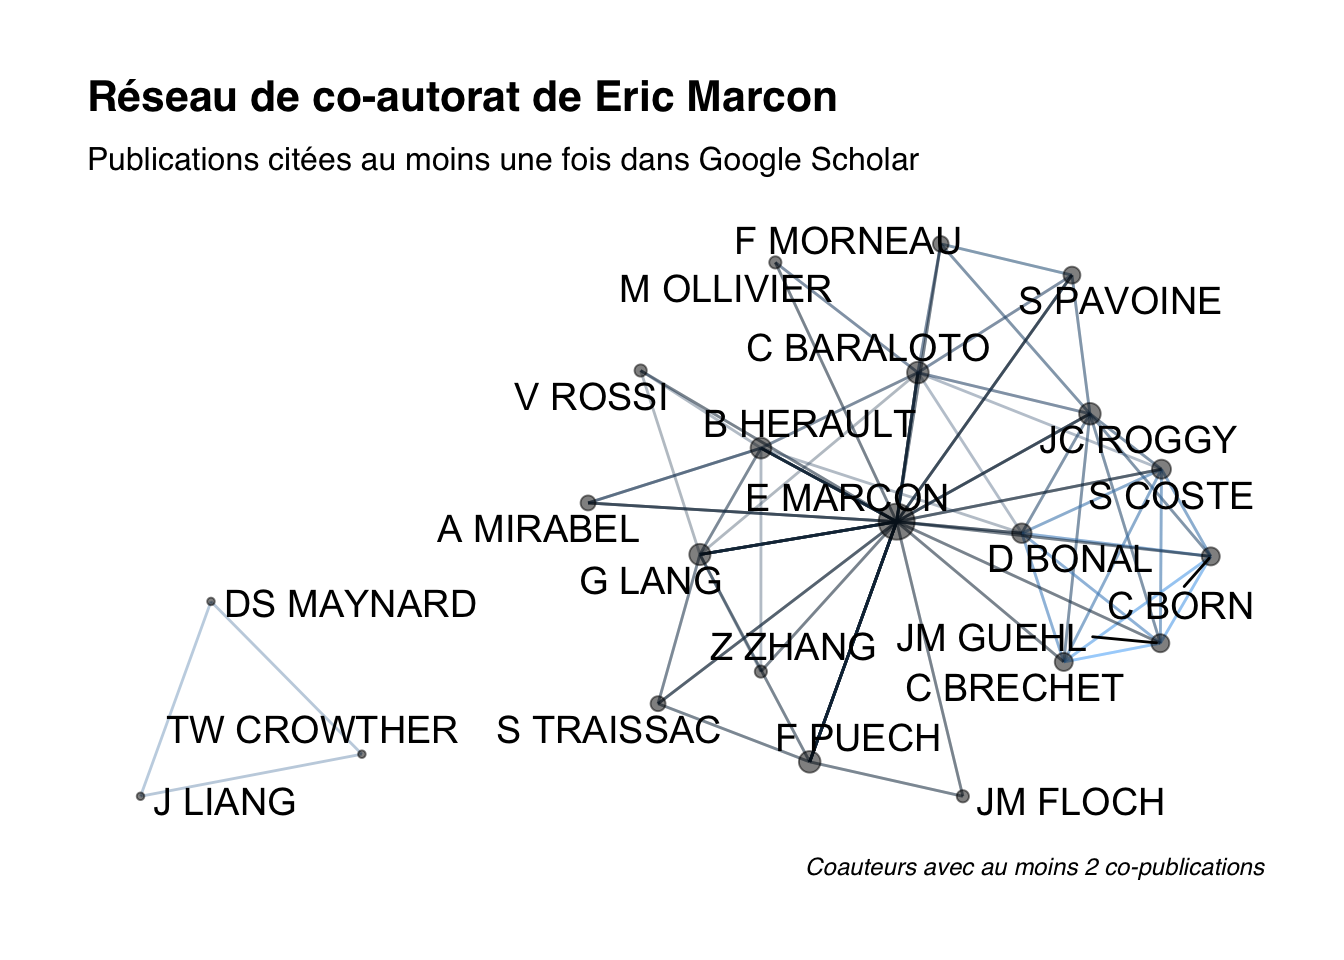 Réseau de co-autorat de Eric Marcon
Publications citées au moins une fois dans Google Scholar
F MORNEAU
M OLLIVIER
S PAVOINE
C BARALOTO
V ROSSI
B HERAULT
JC ROGGY
E MARCON
S COSTE
A MIRABEL
D BONAL
G LANG
DS MAYNARD
C BORN
Z ZHANG
JM GUEHL
C BRECHET
TW CROWTHER
S TRAISSAC
F PUECH
J LIANG
JM FLOCH
Coauteurs avec au moins 2 co-publications